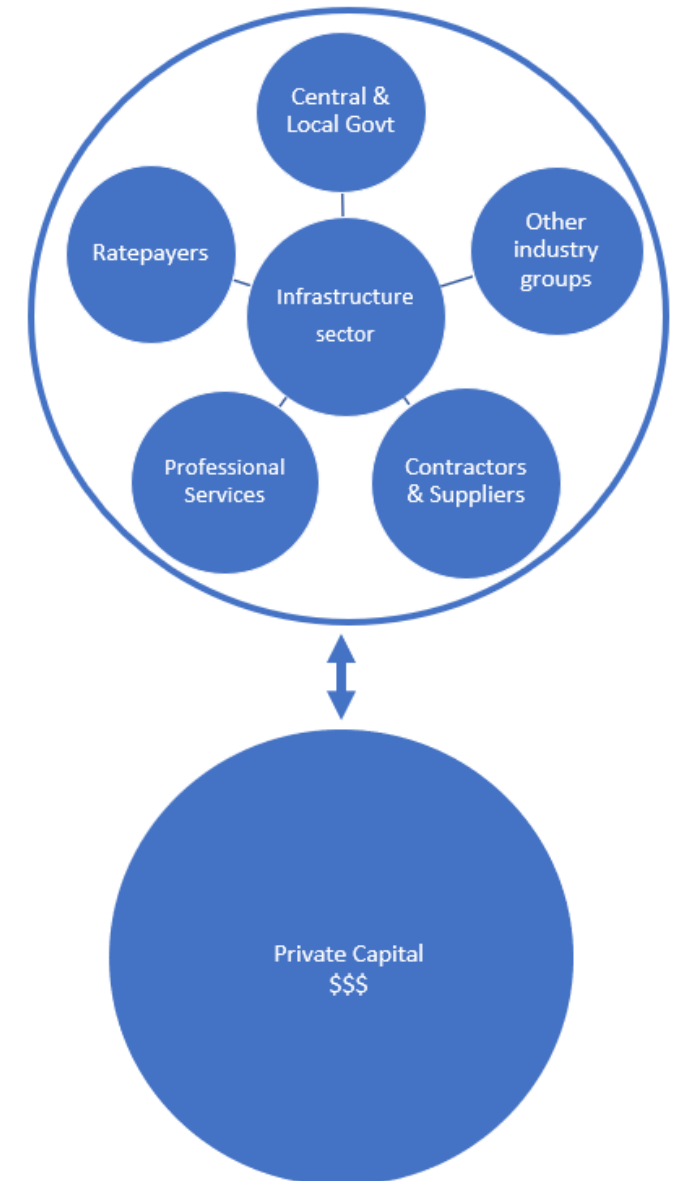 Central &
Local Govt
Ratepayers
Other
industry
groups
Infrastructure
sector
Professional
Services
Contractors
& Suppliers
Private Capital
$$$